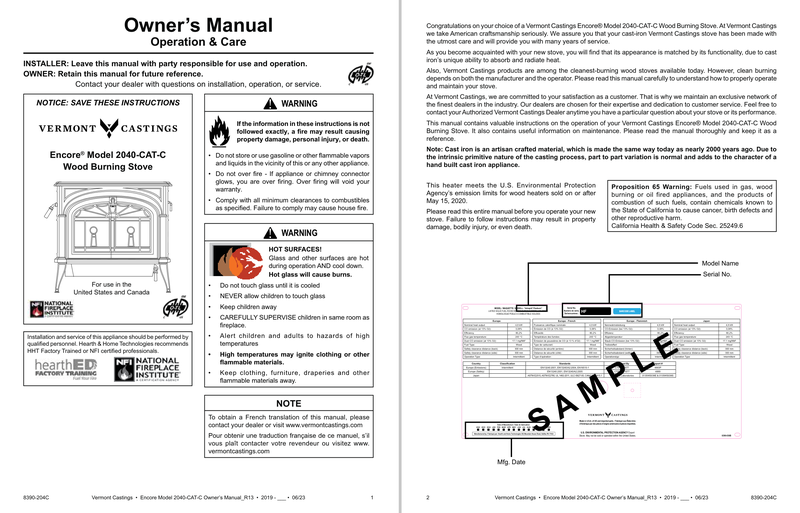 Owner's Manual
Operation & Care
INSTALLER: Leave this manual with party responsible for use and operation.
OWNER: Retain this manual for future reference.
Contact your dealer with questions on installation, operation, or service.
NOTICE: SAVE THESE INSTRUCTIONS
VERMONT CASTINGS
Encore® Model 2040-CAT-C
Wood Burning Stove
For use in the
United States and Canada
NFI NATIONAL
FIREPLACE
INSTITUTE
Installation and service of this appliance should be performed by
qualified personnel. Hearth & Home Technologies recommends
HHT Factory Trained or NFI certified professionals.
hearthED
FACTORY TRAINING
NFI NATIONAL
FIREPLACE
INSTITUTE
WARNING
If the information in these instructions is not
followed exactly, a fire may result causing
property damage, personal injury, or death.
• Do not store or use gasoline or other flammable vapors
and liquids in the vicinity of this or any other appliance.
• Do not over fire - If appliance or chimney connector
glows, you are over firing. Over firing will void your
warranty.
• Comply with all minimum clearances to combustibles
as specified. Failure to comply may cause house fire.
WARNING
HOT SURFACES!
Glass and other surfaces are hot
during operation AND cool down.
Hot glass will cause burns.
• Do not touch glass until it is cooled
• NEVER allow children to touch glass
• Keep children away
• CAREFULLY SUPERVISE children in same room as
fireplace.
• Alert children and adults to hazards of high
temperatures
• High temperatures may ignite clothing or other
flammable materials.
• Keep clothing, furniture, draperies and other
flammable materials away.
NOTE
To obtain a French translation of this manual, please
contact your dealer or visit www.vermontcastings.com
Pour obtenir une traduction française de ce manuel, s'il
vous plaît contacter votre revendeur ou visitez www.
vermontcastings.com
8390-204C
Vermont Castings • Encore Model 2040-CAT-C Owner's Manual_R13 • 2019 - ___ • 06/23
1
Congratulations on your choice of a Vermont Castings Encore® Model 2040-CAT-C Wood Burning Stove. At Vermont Castings
we take American craftsmanship seriously. We assure you that your cast-iron Vermont Castings stove has been made with
the utmost care and will provide you with many years of service.
As you become acquainted with your new stove, you will find that its appearance is matched by its functionality, due to cast
iron's unique ability to absorb and radiate heat.
Also, Vermont Castings products are among the cleanest-burning wood stoves available today. However, clean burning
depends on both the manufacturer and the operator. Please read this manual carefully to understand how to properly operate
and maintain your stove.
At Vermont Castings, we are committed to your satisfaction as a customer. That is why we maintain an exclusive network of
the finest dealers in the industry. Our dealers are chosen for their expertise and dedication to customer service. Feel free to
contact your Authorized Vermont Castings Dealer anytime you have a particular question about your stove or its performance.
This manual contains valuable instructions on the operation of your Vermont Castings Encore® Model 2040-CAT-C Wood
Burning Stove. It also contains useful information on maintenance. Please read the manual thoroughly and keep it as a
reference.
Note: Cast iron is an artisan crafted material, which is made the same way today as nearly 2000 years ago. Due to
the intrinsic primitive nature of the casting process, part to part variation is normal and adds to the character of a
hand built cast iron appliance.
This heater meets the U.S. Environmental Protection
Agency's emission limits for wood heaters sold on or after
May 15, 2020.
Please read this entire manual before you operate your new
stove. Failure to follow instructions may result in property
damage, bodily injury, or even death.
Proposition 65 Warning: Fuels used in gas, wood
burning or oil fired appliances, and the products of
combustion of such fuels, contain chemicals known to
the State of California to cause cancer, birth defects and
other reproductive harm.
California Health & Safety Code Sec. 25249.6
Model Name
Serial No.
HF
SAMPLE
VERMONT CASTINGS
Mfg. Date
8390-204C
2
Vermont Castings • Encore Model 2040-CAT-C Owner's Manual_R13 • 2019 - ___ • 06/23